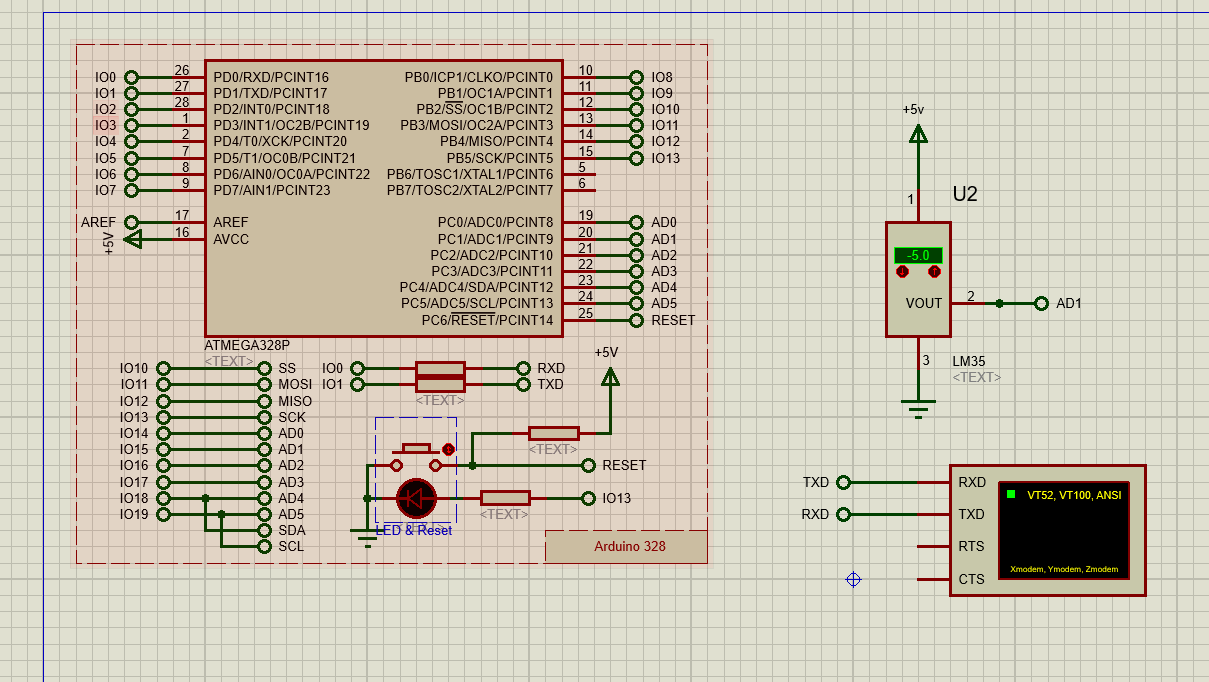 IO0 26 PD0/RXD/PCINT16 PB0/ICP1/CLKO/PCINT0 10 IO8
IO1 27 PD1/TXD/PCINT17 PB1/OC1A/PCINT1 11 IO9
IO2 28 PD2/INT0/PCINT18 PB2/SS/OC1B/PCINT2 12 IO10
IO3 1 PD3/INT1/OC2B/PCINT19 PB3/MOSI/OC2A/PCINT3 13 IO11
IO4 2 PD4/T0/XCK/PCINT20 PB4/MISO/PCINT4 14 IO12
IO5 7 PD5/T1/OC0B/PCINT21 PB5/SCK/PCINT5 15 IO13
IO6 8 PD6/AIN0/OC0A/PCINT22 PB6/TOSC1/XTAL1/PCINT6 5
IO7 9 PD7/AIN1/PCINT23 PB7/TOSC2/XTAL2/PCINT7 6
AREF 17 AREF PC0/ADC0/PCINT8 19 AD0
+5V 16 AVCC PC1/ADC1/PCINT9 20 AD1
PC2/ADC2/PCINT10 21 AD2
PC3/ADC3/PCINT11 22 AD3
PC4/ADC4/SDA/PCINT12 23 AD4
PC5/ADC5/SCL/PCINT13 24 AD5
PC6/RESET/PCINT14 25 RESET
ATMEGA328P
<TEXT>
IO10 SS
IO11 MOSI
IO12 MISO
IO13 SCK
IO14 AD0
IO15 AD1
IO16 AD2
IO17 AD3
IO18 AD4
IO19 AD5
SDA
SCL
IO0 RXD
IO1 TXD
<TEXT>
+5V
<TEXT>
RESET
IO13
<TEXT>
LED & Reset
Arduino 328
+5v
1
U2
-5.0
VOUT 2 AD1
3
LM35
<TEXT>
TXD RXD
RXD TXD
RTS
CTS
VT52, VT100, ANSI
Xmodem, Ymodem, Zmodem